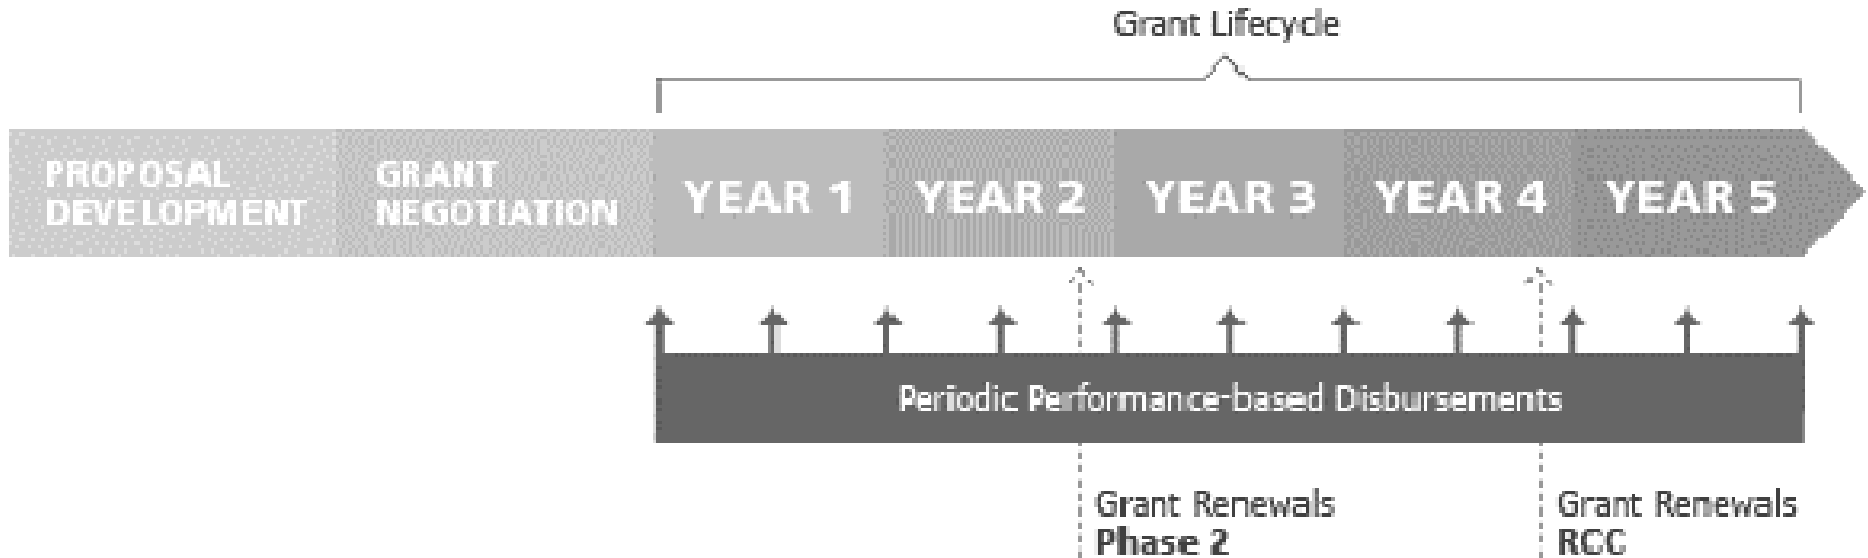 Grant Lifecycle
PROPOSAL
DEVELOPMENT
GRANT
NEGOTIATION
YEAR 1
YEAR 2
YEAR 3
YEAR 4
YEAR 5
Periodic Performance-based Disbursements
Grant Renewals
Phase 2
Grant Renewals
RCC